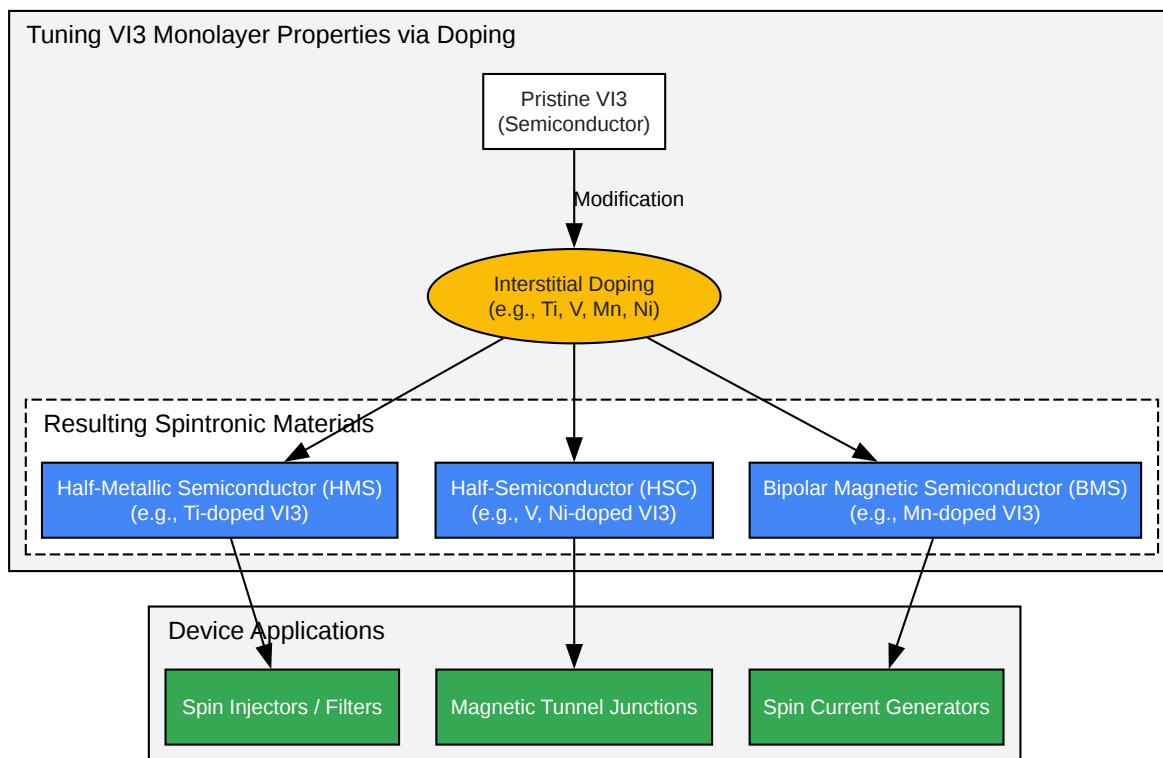 Tuning VI3 Monolayer Properties via Doping
Pristine VI3
(Semiconductor)
Modification
Interstitial Doping
(e.g., Ti, V, Mn, Ni)
Resulting Spintronic Materials
Half-Metallic Semiconductor (HMS)
(e.g., Ti-doped VI3)
Half-Semiconductor (HSC)
(e.g., V, Ni-doped VI3)
Bipolar Magnetic Semiconductor (BMS)
(e.g., Mn-doped VI3)
Device Applications
Spin Injectors / Filters
Magnetic Tunnel Junctions
Spin Current Generators